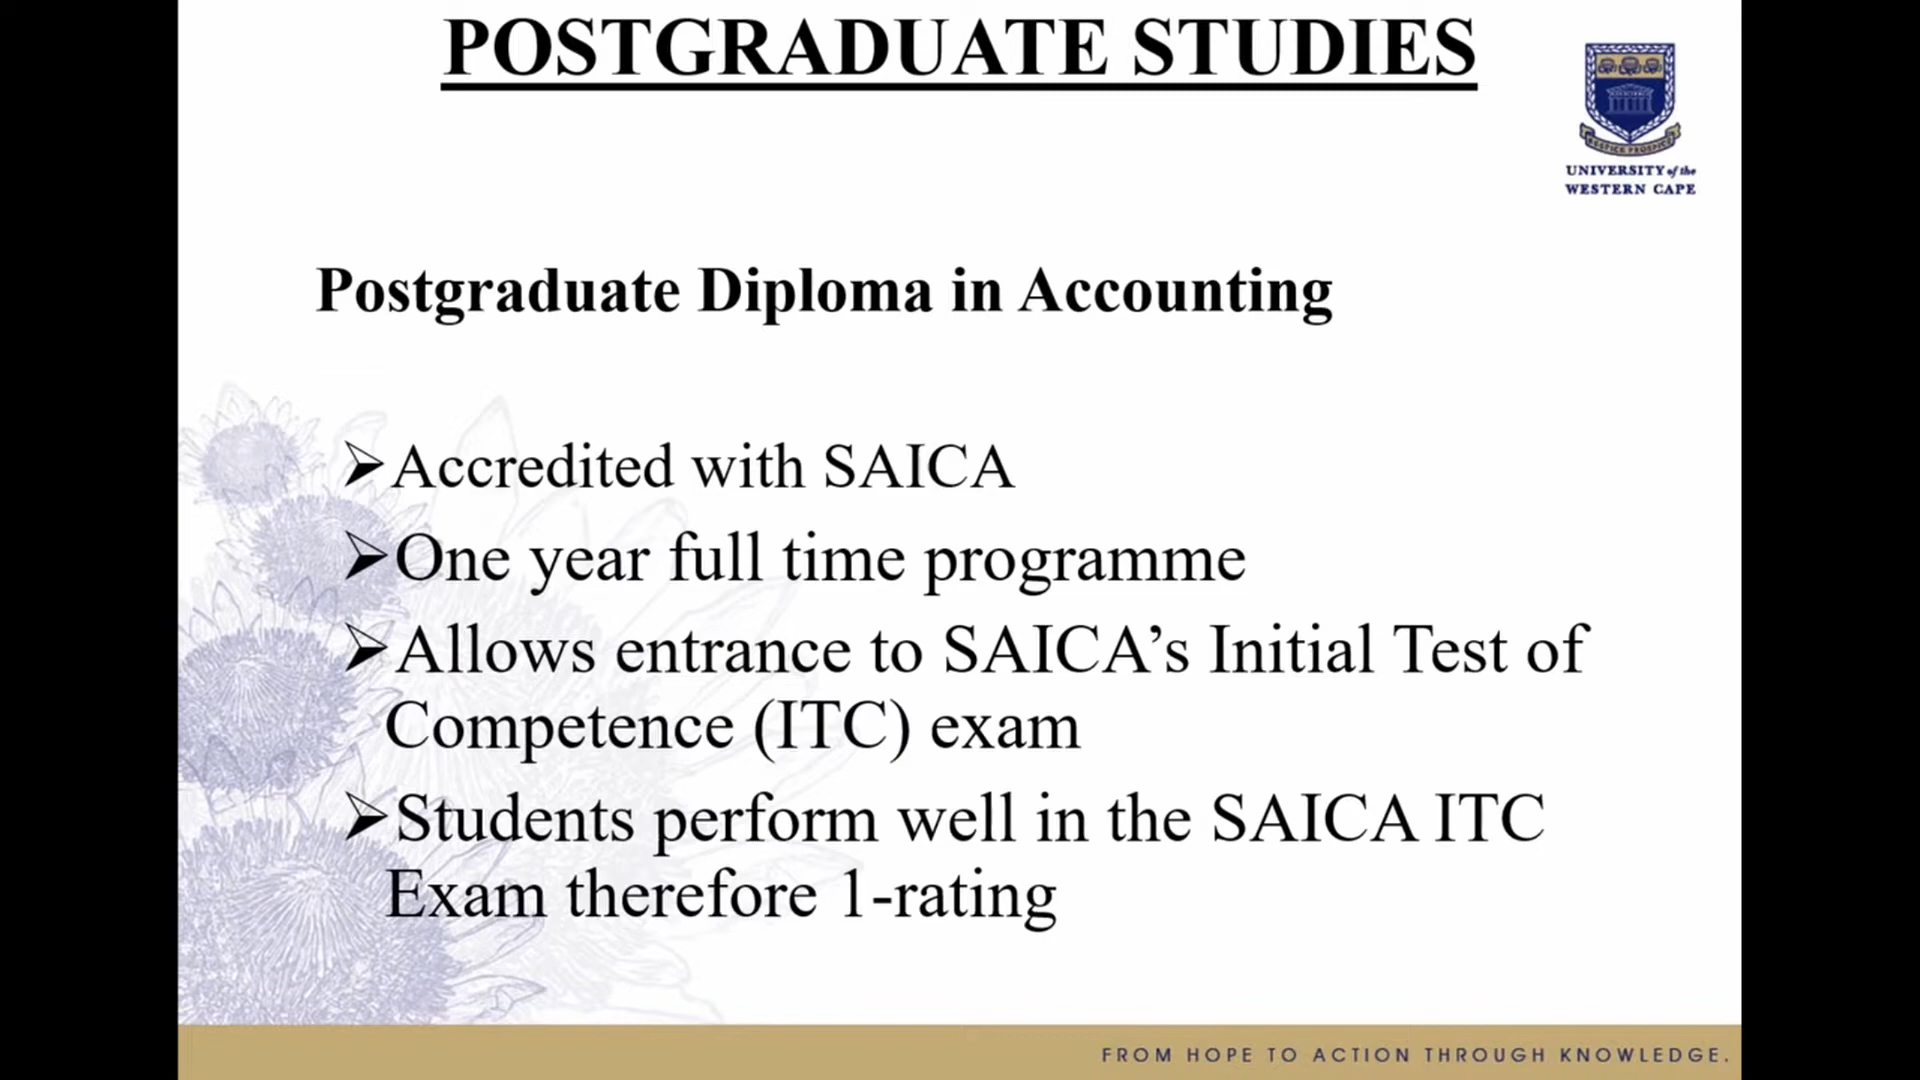 POSTGRADUATE STUDIES
RESPICE PROSPICE
UNIVERSITY of the
WESTERN CAPE
Postgraduate Diploma in Accounting
➢Accredited with SAICA
➢One year full time programme
➢Allows entrance to SAICA’s Initial Test of
Competence (ITC) exam
➢Students perform well in the SAICA ITC
Exam therefore 1-rating
FROM HOPE TO ACTION THROUGH KNOWLEDGE.